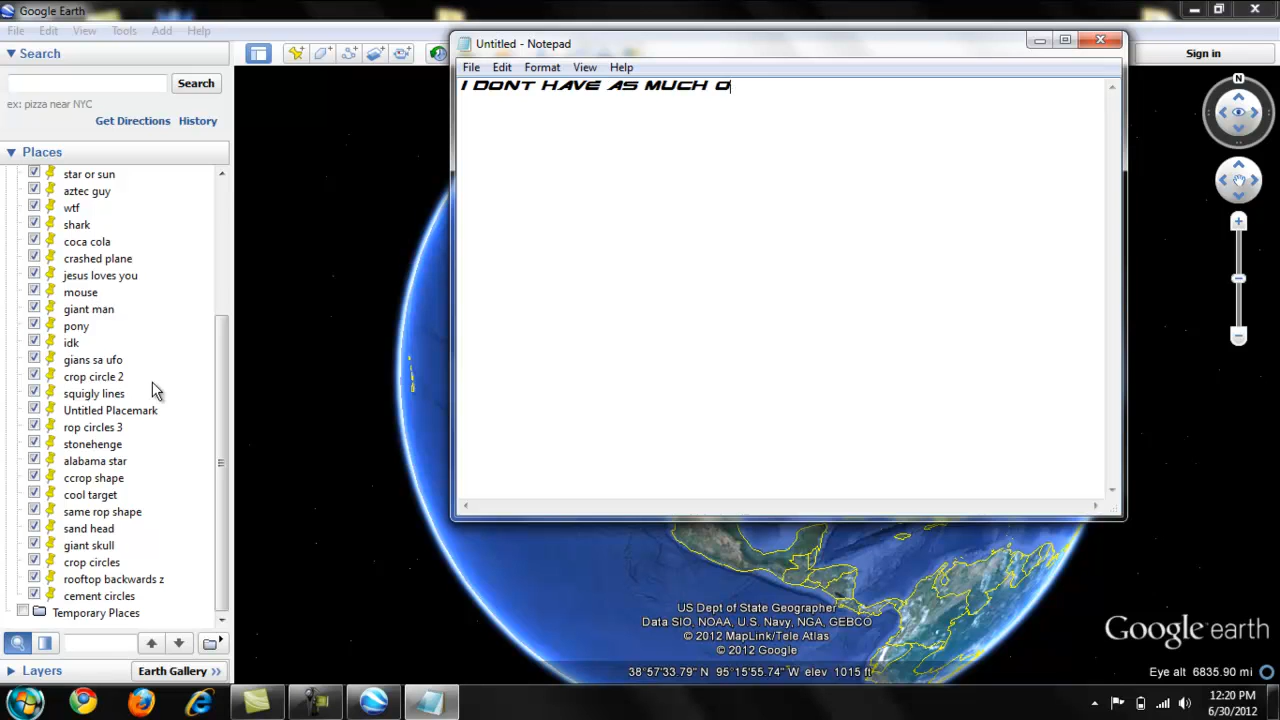 Google Earth
File Edit View Tools Add Help
Search
Search
ex: pizza near NYC
Get Directions History
Places
star or sun
aztec guy
wtf
shark
coca cola
crashed plane
jesus loves you
mouse
giant man
pony
idk
gians sa ufo
crop circle 2
squigly lines
Untitled Placemark
rop circles 3
stonehenge
alabama star
ccrop shape
cool target
same rop shape
sand head
giant skull
crop circles
rooftop backwards z
cement circles
Temporary Places
Layers
Earth Gallery >>
Untitled - Notepad
File Edit Format View Help
I DONT HAVE AS MUCH O
Sign in
N
US Dept of State Geographer
Data SIO, NOAA, U.S. Navy, NGA, GEBCO
© 2012 MapLink/Tele Atlas
© 2012 Google
Google earth
38°57'33.79" N 95°15'55.74" W elev 1015 ft
Eye alt 6835.90 mi
12:20 PM
6/30/2012